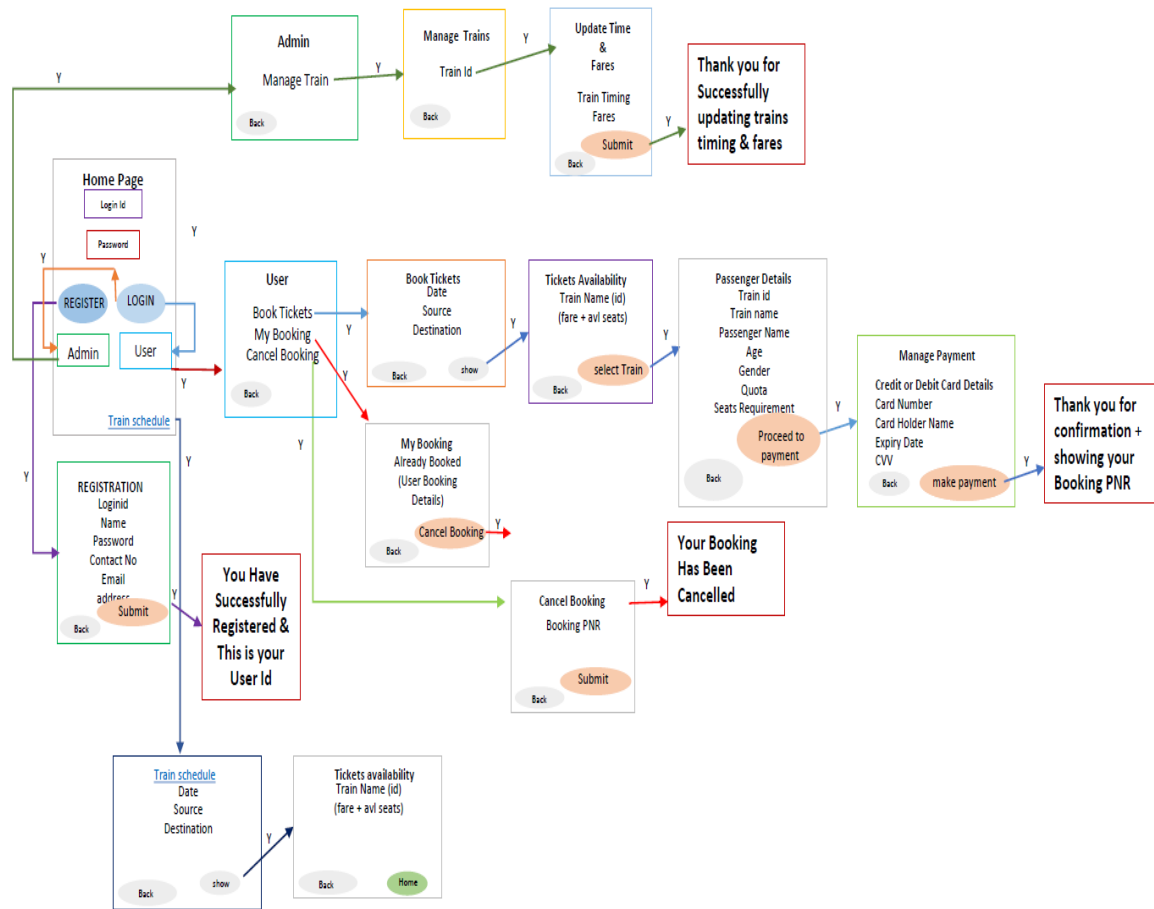 Admin
Manage Train
Back
Y
Y
Manage Trains
Train Id
Back
Y
Update Time
&
Fares
Train Timing
Fares
Submit
Back
Y
Thank you for
Successfully
updating trains
timing & fares
Home Page
Login Id
Password
Y
Y
REGISTER
LOGIN
Admin
User
Y
Train schedule
Y
Y
User
Book Tickets
My Booking
Cancel Booking
Back
Y
Y
Y
Book Tickets
Date
Source
Destination
Back
show
Y
Tickets Availability
Train Name (id)
(fare + avl seats)
select Train
Back
Y
Passenger Details
Train id
Train name
Passenger Name
Age
Gender
Quota
Seats Requirement
Proceed to
payment
Back
Y
Manage Payment
Credit or Debit Card Details
Card Number
Card Holder Name
Expiry Date
CVV
Back
make payment
Y
Thank you for
confirmation +
showing your
Booking PNR
My Booking
Already Booked
(User Booking
Details)
Cancel Booking
Back
Y
REGISTRATION
Loginid
Name
Password
Contact No
Email
address
Submit
Back
Y
You Have
Successfully
Registered &
This is your
User Id
Cancel Booking
Booking PNR
Submit
Back
Y
Your Booking
Has Been
Cancelled
Train schedule
Date
Source
Destination
Back
show
Y
Tickets availability
Train Name (id)
(fare + avl seats)
Back
Home